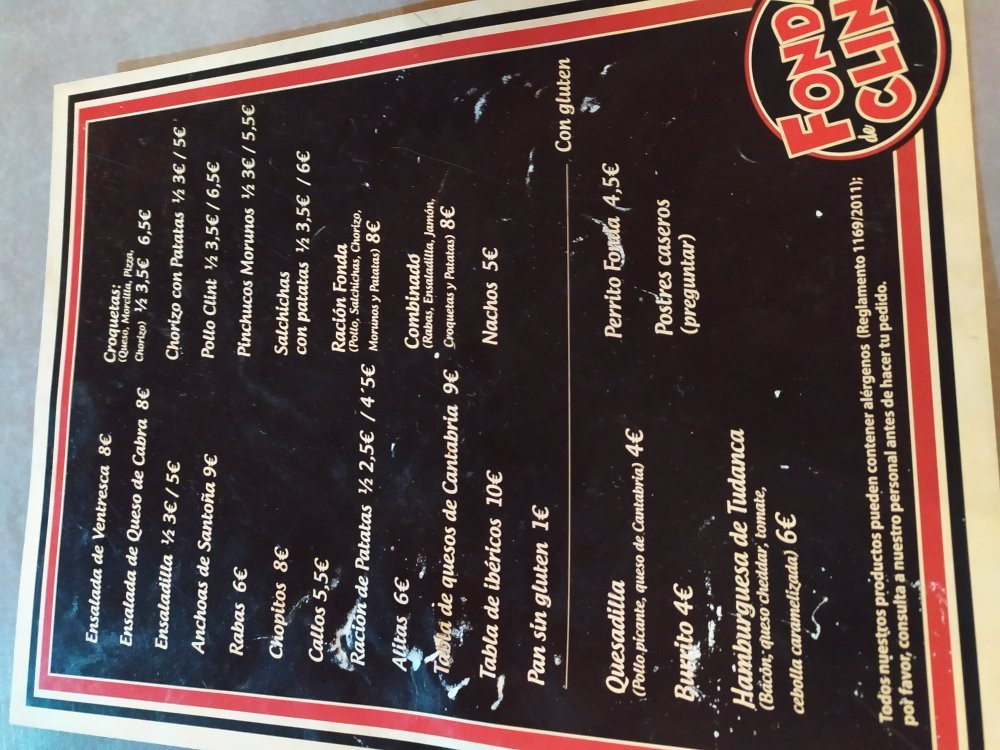 Ensalada de Ventresca 8€
Ensalada de Queso de Cabra 8€
Ensaladilla ½ 3€ / 5€
Anchoas de Santoña 9€
Rabas 6€
Chopitos 8€
Callos 5,5€
Ración de Patatas ½ 2,5€ / 4'5€
Alitas 6€
Tabla de quesos de Cantabria 9€
Tabla de ibéricos 10€
Pan sin gluten 1€
Croquetas:
(Queso, Morcilla, Pizza,
Chorizo) ½ 3,5€ 6,5€
Chorizo con Patatas ½ 3€ / 5€
Pollo Clint ½ 3,5€ / 6,5€
Pinchucos Morunos ½ 3€ / 5,5€
Salchichas
con patatas ½ 3,5€ / 6€
Ración Fonda
(Pollo, Salchichas, Chorizo,
Morunos y Patatas) 8€
Combinado
(Rabas, Ensaladilla, Jamón,
Croquetas y Patatas) 8€
Nachos 5€
Con gluten
Quesadilla
(Pollo picante, queso de Cantabria) 4€
Burrito 4€
Hamburguesa de Tudanca
(Bacon, queso cheddar, tomate,
cebolla caramelizada) 6€
Perrito Fonda 4,5€
Postres caseros
(preguntar)
Todos nuestros productos pueden contener alérgenos (Reglamento 1169/2011);
por favor, consulta a nuestro personal antes de hacer tu pedido.
FONDA
de
CLIN